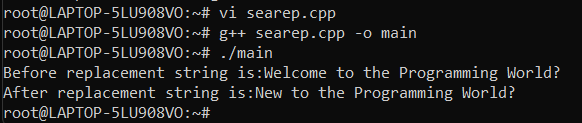 root@LAPTOP-5LU908VO:~# vi searep.cpp
root@LAPTOP-5LU908VO:~# g++ searep.cpp -o main
root@LAPTOP-5LU908VO:~# ./main
Before replacement string is:Welcome to the Programming World?
After replacement string is:New to the Programming World?
root@LAPTOP-5LU908VO:~#